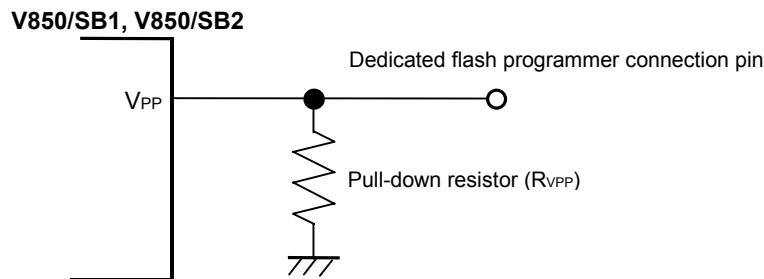 V850/SB1, V850/SB2
Dedicated flash programmer connection pin
VPP
Pull-down resistor (RVPP)